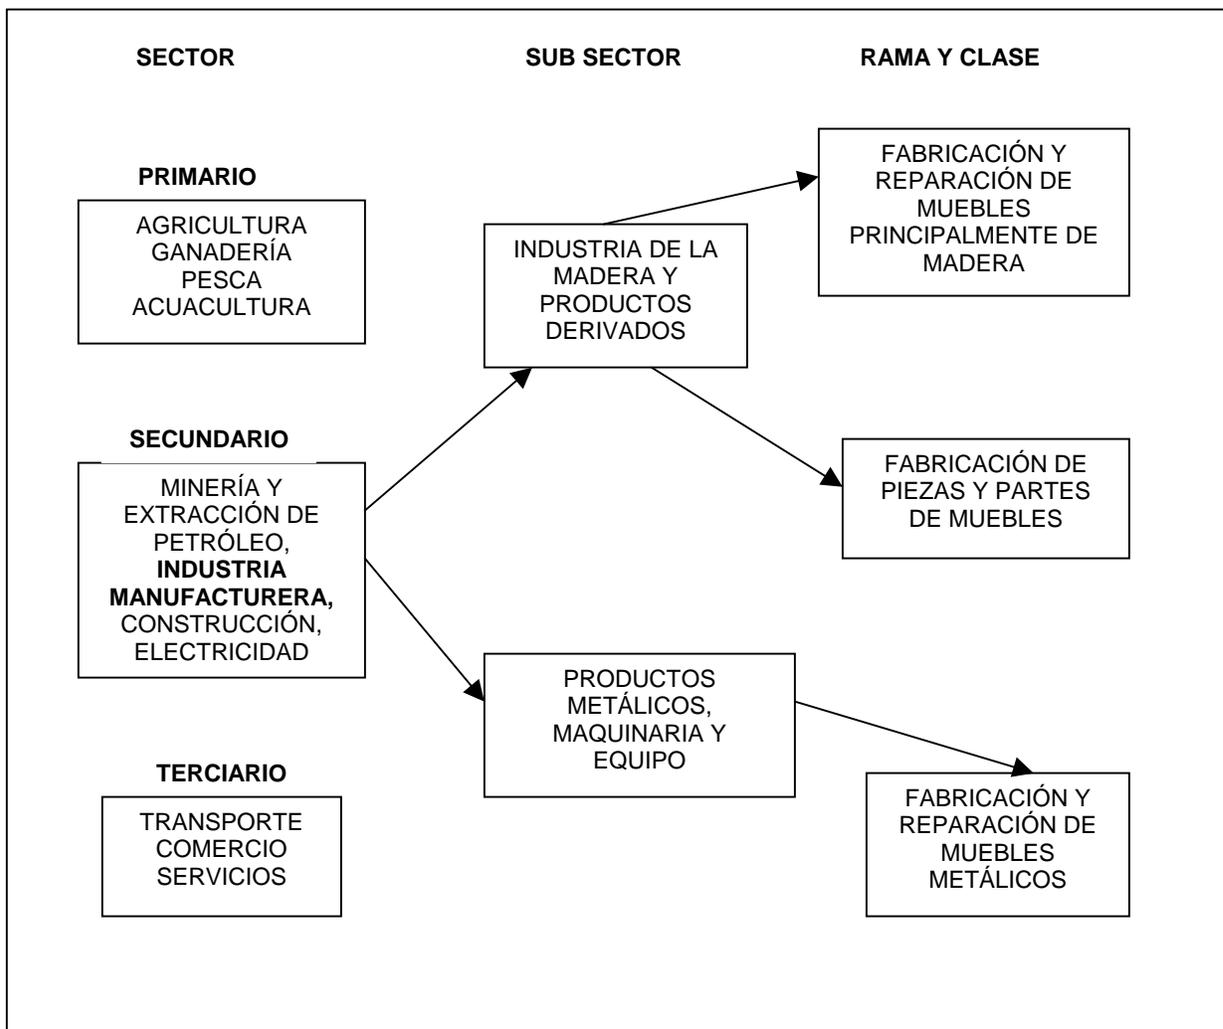 SECTOR
SUB SECTOR
RAMA Y CLASE
PRIMARIO
AGRICULTURA
GANADERÍA
PESCA
ACUACULTURA
SECUNDARIO
MINERÍA Y
EXTRACCIÓN DE
PETRÓLEO,
INDUSTRIA
MANUFACTURERA,
CONSTRUCCIÓN,
ELECTRICIDAD
TERCIARIO
TRANSPORTE
COMERCIO
SERVICIOS
INDUSTRIA DE LA
MADERA Y
PRODUCTOS
DERIVADOS
PRODUCTOS
METÁLICOS,
MAQUINARIA Y
EQUIPO
FABRICACIÓN Y
REPARACIÓN DE
MUEBLES
PRINCIPALMENTE DE
MADERA
FABRICACIÓN DE
PIEZAS Y PARTES
DE MUEBLES
FABRICACIÓN Y
REPARACIÓN DE
MUEBLES
METÁLICOS